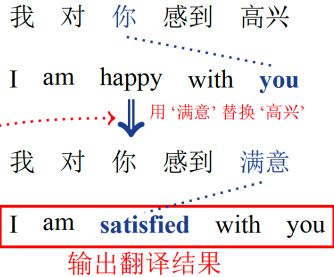 我 对 你 感到 高兴
I am happy with you
用 ‘满意’ 替换 ‘高兴’
我 对 你 感到 满意
I am satisfied with you
输出翻译结果